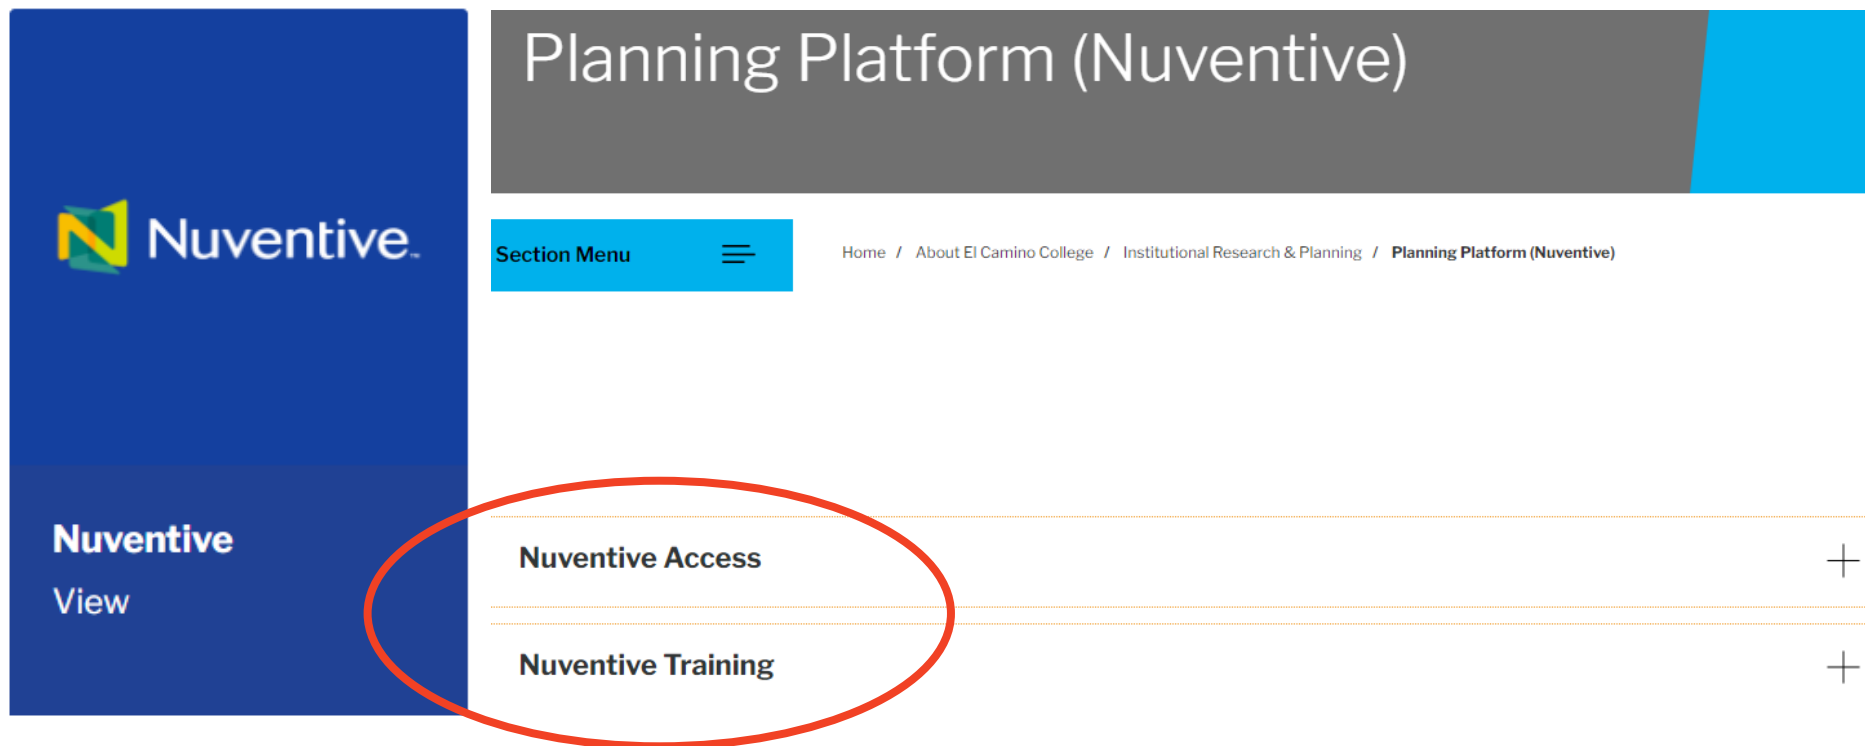 Nuventive™
Nuventive
View
Planning Platform (Nuventive)
Section Menu
Home / About El Camino College / Institutional Research & Planning / Planning Platform (Nuventive)
Nuventive Access
Nuventive Training